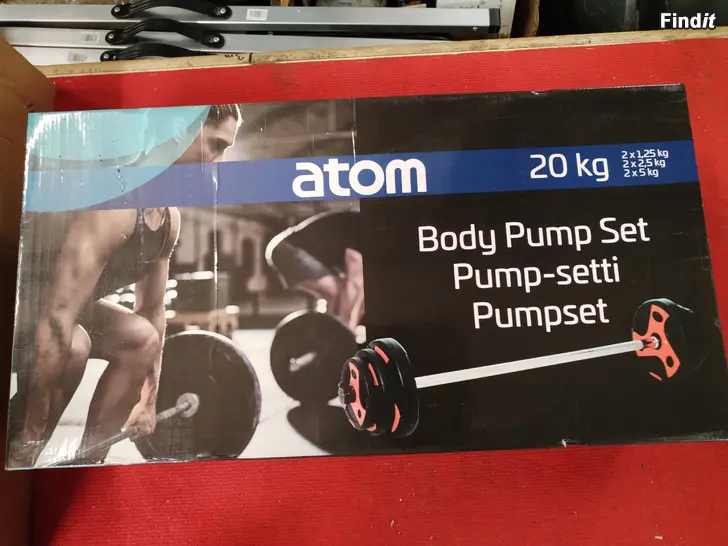 Findit
atom
20 kg
2 x 1,25 kg
2 x 2,5 kg
2 x 5 kg
Body Pump Set
Pump-setti
Pumpset